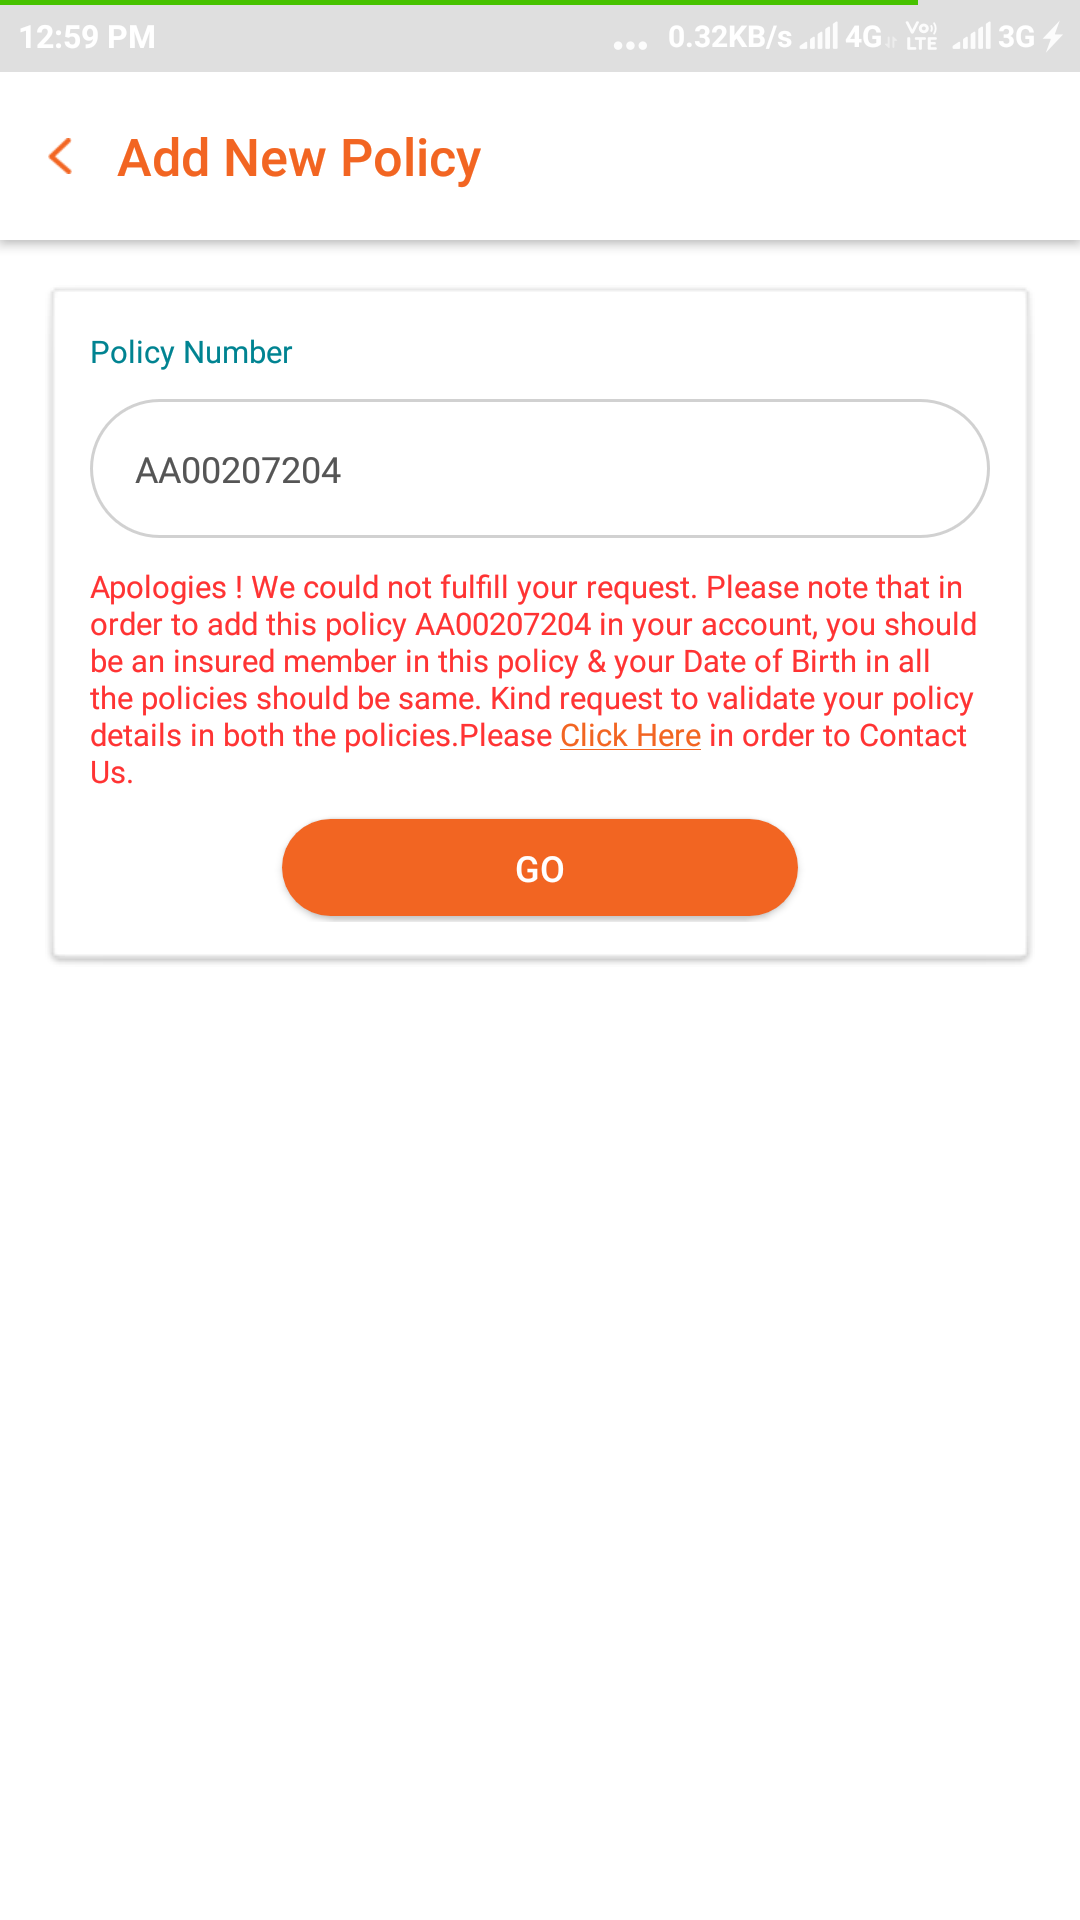 12:59 PM ... 0.32KB/s 4G VoLTE 3G
Add New Policy
Policy Number
AA00207204
Apologies ! We could not fulfill your request. Please note that in
order to add this policy AA00207204 in your account, you should
be an insured member in this policy & your Date of Birth in all
the policies should be same. Kind request to validate your policy
details in both the policies.Please Click Here in order to Contact
Us.
GO